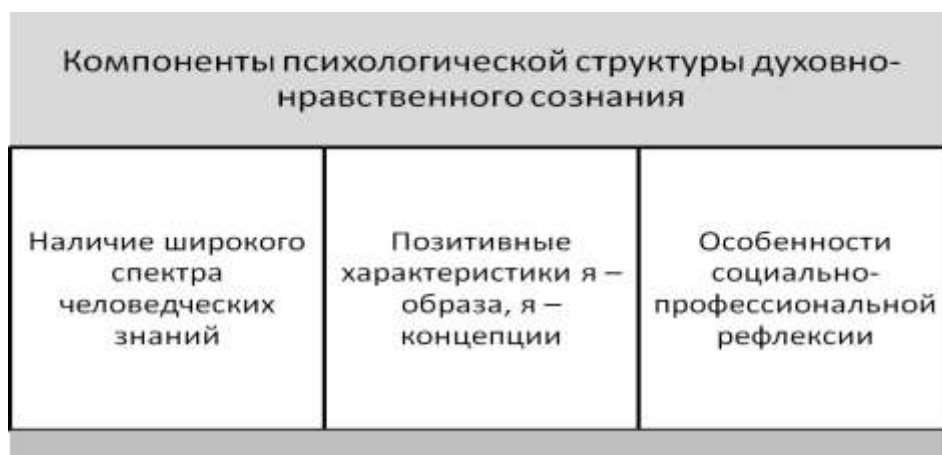 Компоненты психологической структуры духовно-
нравственного сознания
Наличие широкого
спектра
человедческих
знаний
Позитивные
характеристики я –
образа, я –
концепции
Особенности
социально-
профессиональной
рефлексии